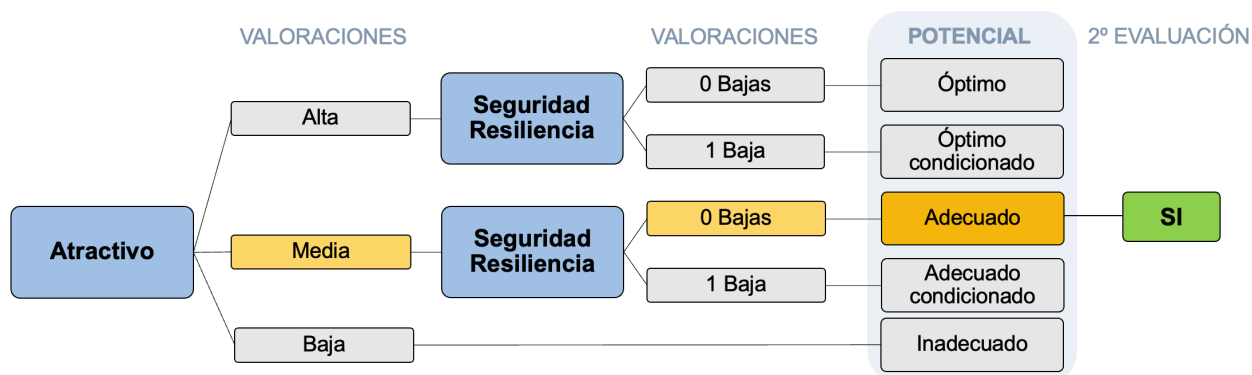 VALORACIONES
VALORACIONES
POTENCIAL
2º EVALUACIÓN
Alta
Seguridad
Resiliencia
0 Bajas
Óptimo
1 Baja
Óptimo
condicionado
Atractivo
Media
Seguridad
Resiliencia
0 Bajas
Adecuado
SI
1 Baja
Adecuado
condicionado
Baja
Inadecuado